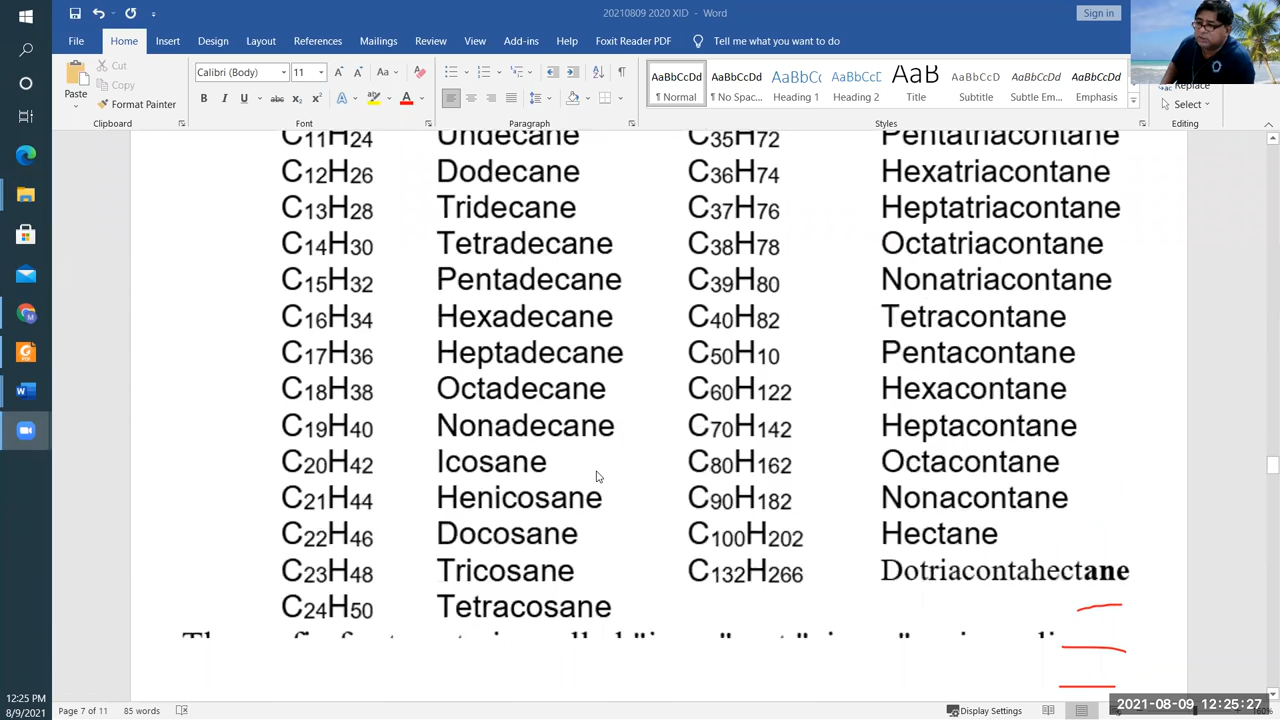 20210809 2020 XID - Word
Sign in
File Home Insert Design Layout References Mailings Review View Add-ins Help Foxit Reader PDF Tell me what you want to do
Cut
Copy
Format Painter
Paste
Calibri (Body) 11
AaBbCcDd AaBbCcDd AaBbC AaBbCcE AaB AaBbCcD AaBbCcDd AaBbCcDd
¶ Normal ¶ No Spac... Heading 1 Heading 2 Title Subtitle Subtle Em... Emphasis
Replace
Select
Clipboard Font Paragraph Styles Editing
C11H24 Undecane C35H72 Pentatriacontane
C12H26 Dodecane C36H74 Hexatriacontane
C13H28 Tridecane C37H76 Heptatriacontane
C14H30 Tetradecane C38H78 Octatriacontane
C15H32 Pentadecane C39H80 Nonatriacontane
C16H34 Hexadecane C40H82 Tetracontane
C17H36 Heptadecane C50H10 Pentacontane
C18H38 Octadecane C60H122 Hexacontane
C19H40 Nonadecane C70H142 Heptacontane
C20H42 Icosane C80H162 Octacontane
C21H44 Henicosane C90H182 Nonacontane
C22H46 Docosane C100H202 Hectane
C23H48 Tricosane C132H266 Dotriacontahectane
C24H50 Tetracosane
Page 7 of 11 85 words
Display Settings
160%
12:25 PM
8/9/2021
2021-08-09 12:25:27